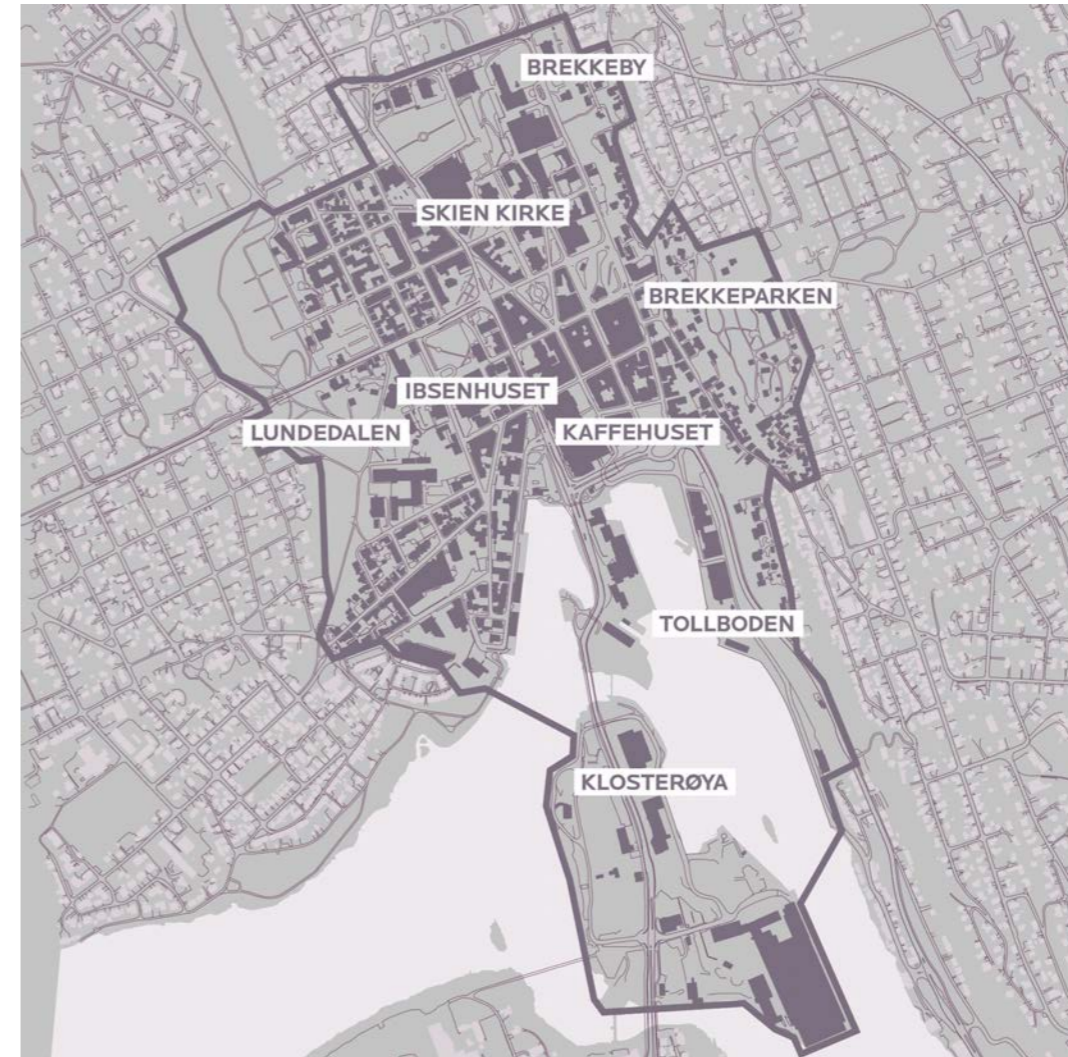 BREKKEBY
SKIEN KIRKE
BREKKEPARKEN
IBSENHUSET
LUNDEDALEN
KAFFEHUSET
TOLLBODEN
KLOSTERØYA